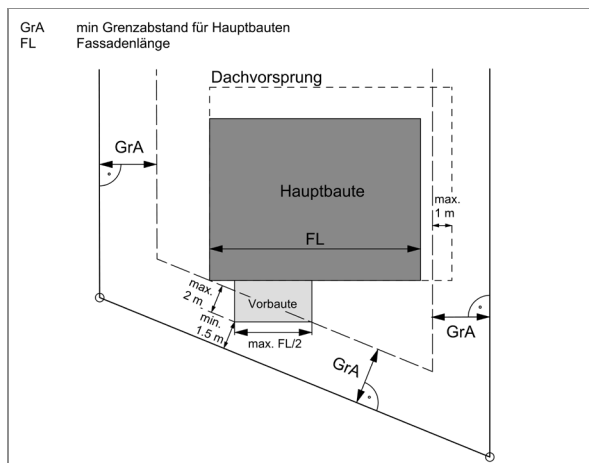 GrA min Grenzabstand für Hauptbauten
FL Fassadenlänge
Dachvorsprung
GrA
Hauptbaute
max.
1 m
FL
max.
2 m
Vorbaute
min.
1.5 m
max. FL/2
GrA
GrA